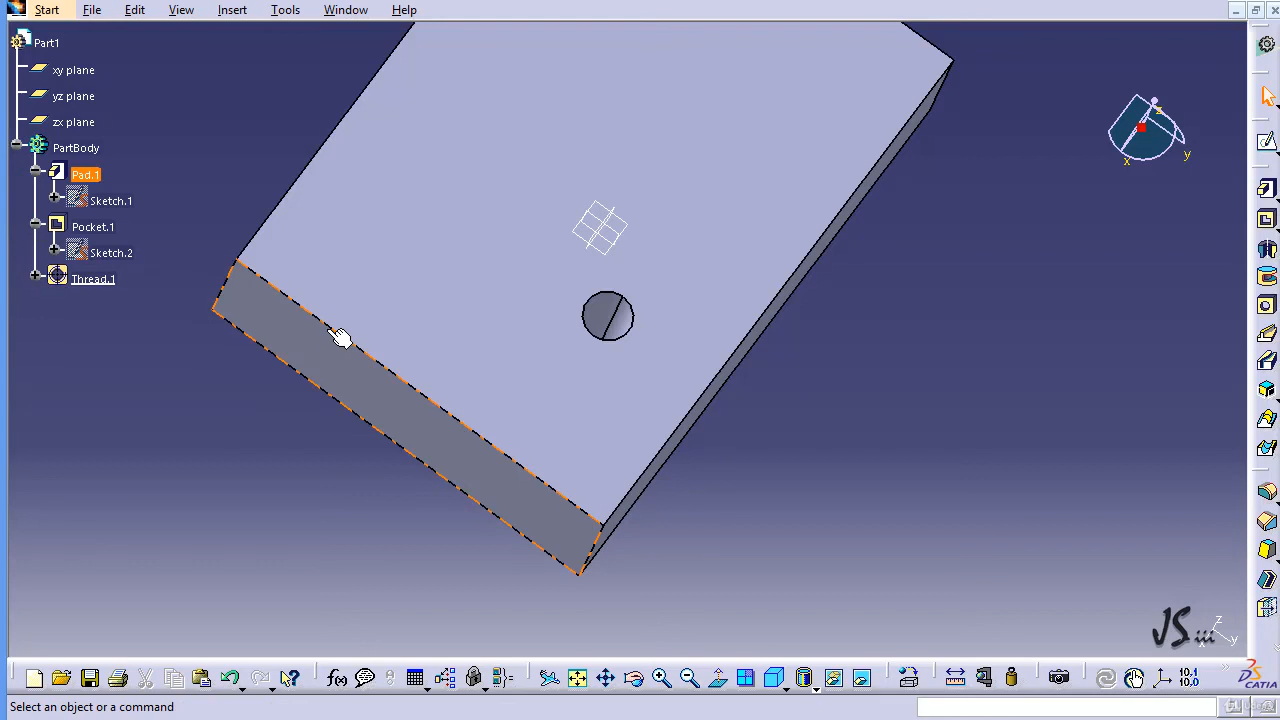 Start File Edit View Insert Tools Window Help
Part1
xy plane
yz plane
zx plane
PartBody
Pad.1
Sketch.1
Pocket.1
Sketch.2
Thread.1
z
x
y
JS
z
x y
f(x)
10.1
10,0
CATIA
Select an object or a command